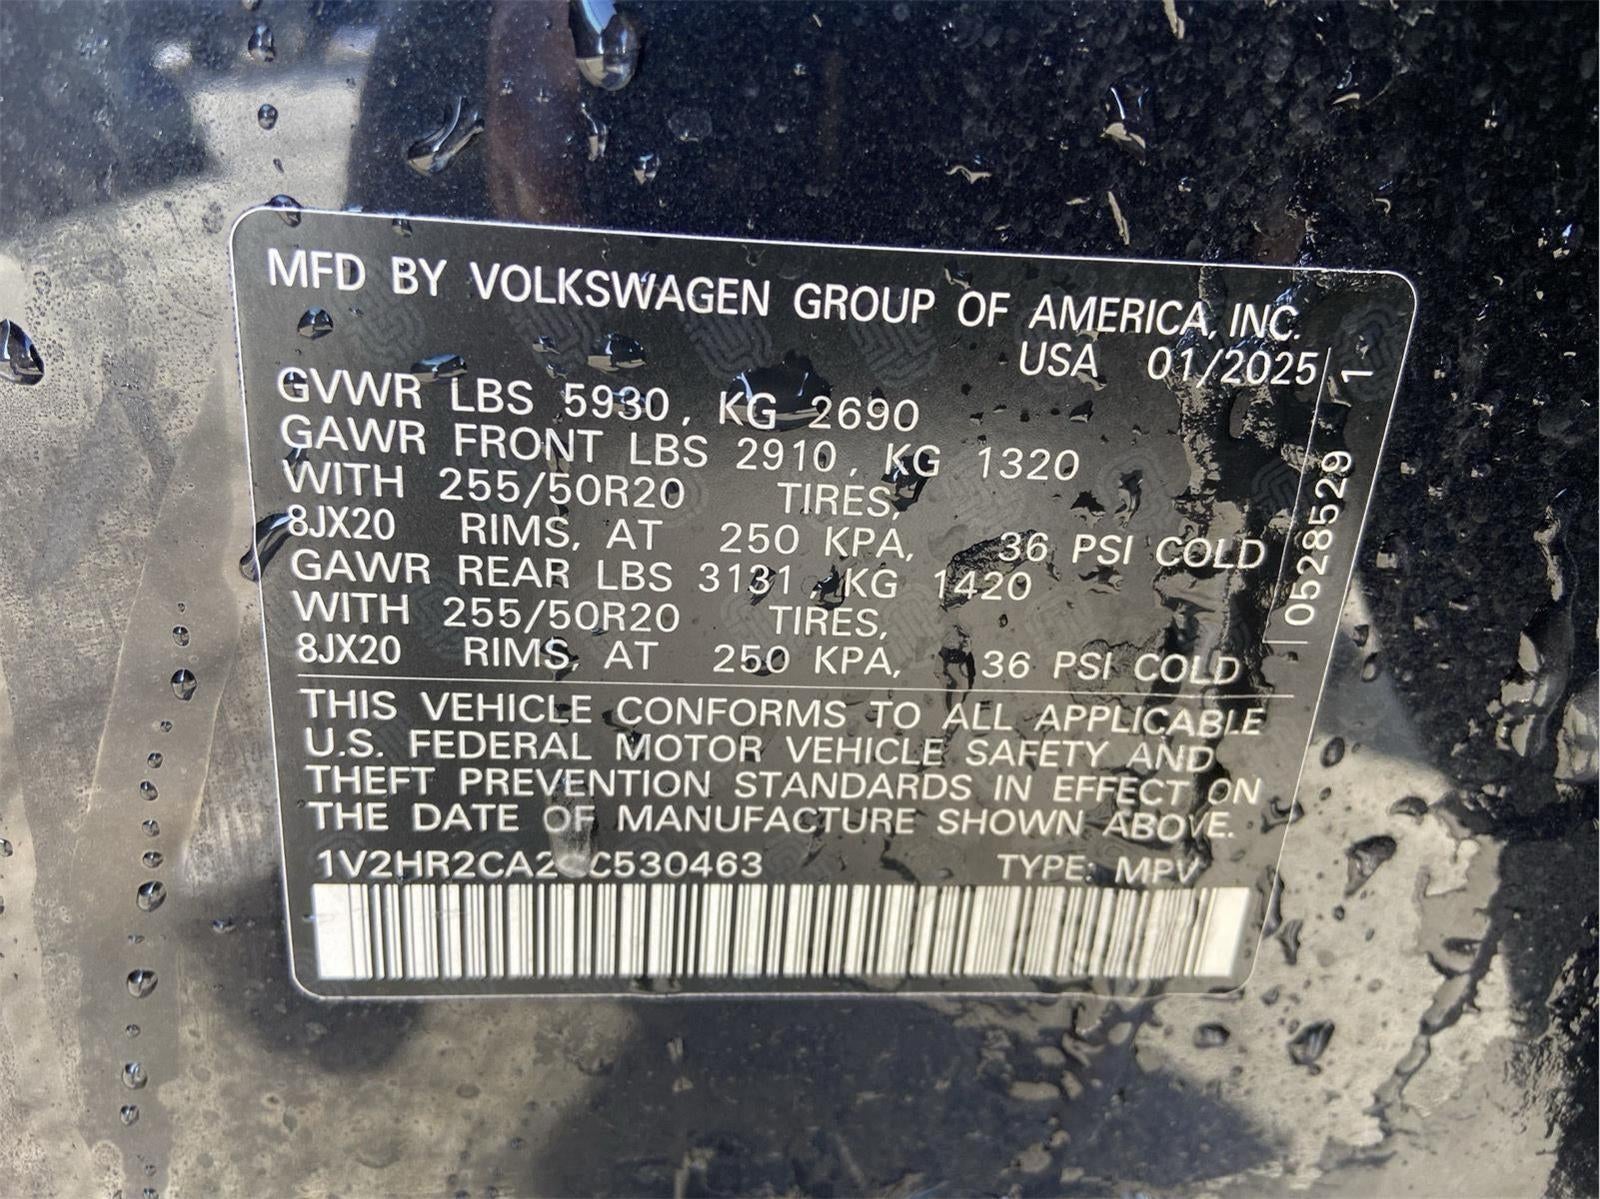 MFD BY VOLKSWAGEN GROUP OF AMERICA, INC.
USA 01/2025
GVWR LBS 5930, KG 2690
GAWR FRONT LBS 2910, KG 1320
WITH 255/50R20 TIRES,
8JX20 RIMS, AT 250 KPA, 36 PSI COLD
GAWR REAR LBS 3131, KG 1420
WITH 255/50R20 TIRES,
8JX20 RIMS, AT 250 KPA, 36 PSI COLD
THIS VEHICLE CONFORMS TO ALL APPLICABLE
U.S. FEDERAL MOTOR VEHICLE SAFETY AND
THEFT PREVENTION STANDARDS IN EFFECT ON
THE DATE OF MANUFACTURE SHOWN ABOVE.
1V2HR2CA2SC530463 TYPE: MPV
05285529 1